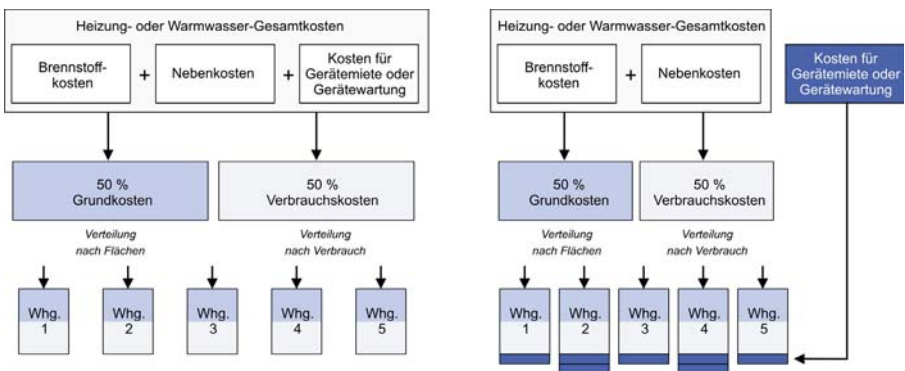 Heizung- oder Warmwasser-Gesamtkosten
Brennstoff-
kosten
+
Nebenkosten
+
Kosten für
Gerätemiete oder
Gerätewartung
50 %
Grundkosten
50 %
Verbrauchskosten
Verteilung
nach Flächen
Verteilung
nach Verbrauch
Whg.
1
Whg.
2
Whg.
3
Whg.
4
Whg.
5
Heizung- oder Warmwasser-Gesamtkosten
Brennstoff-
kosten
+
Nebenkosten
Kosten für
Gerätemiete oder
Gerätewartung
50 %
Grundkosten
50 %
Verbrauchskosten
Verteilung
nach Flächen
Verteilung
nach Verbrauch
Whg.
1
Whg.
2
Whg.
3
Whg.
4
Whg.
5